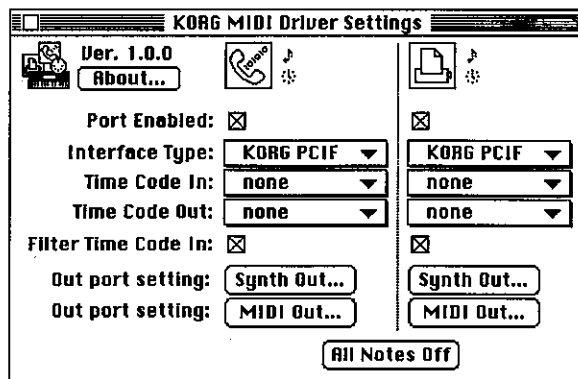 KORG MIDI Driver Settings
Ver. 1.0.0
About...
Port Enabled:
Interface Type: KORG PCIF KORG PCIF
Time Code In: none none
Time Code Out: none none
Filter Time Code In:
Out port setting: Synth Out... Synth Out...
Out port setting: MIDI Out... MIDI Out...
All Notes Off